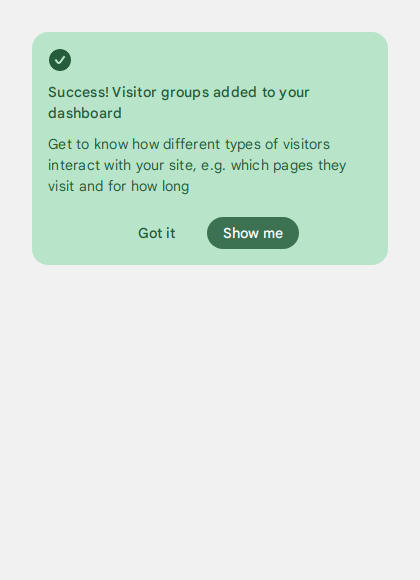 Success! Visitor groups added to your
dashboard
Get to know how different types of visitors
interact with your site, e.g. which pages they
visit and for how long
Got it
Show me